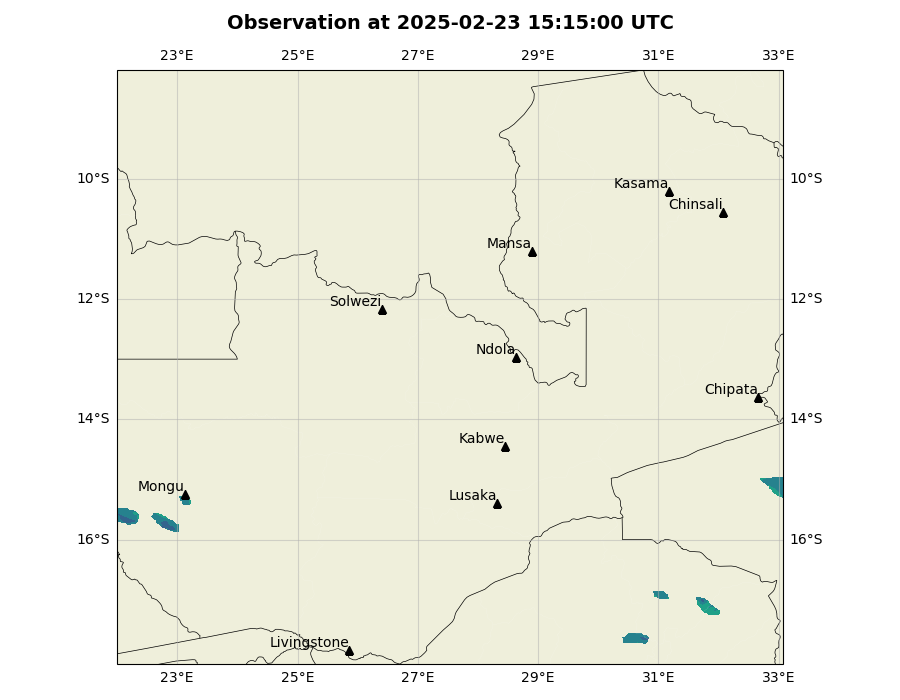 Observation at 2025-02-23 15:15:00 UTC
23°E 25°E 27°E 29°E 31°E 33°E
10°S 10°S
Kasama
Chinsali
Mansa
12°S 12°S
Solwezi
Ndola
Chipata
14°S 14°S
Kabwe
Mongu
Lusaka
16°S 16°S
Livingstone
23°E 25°E 27°E 29°E 31°E 33°E